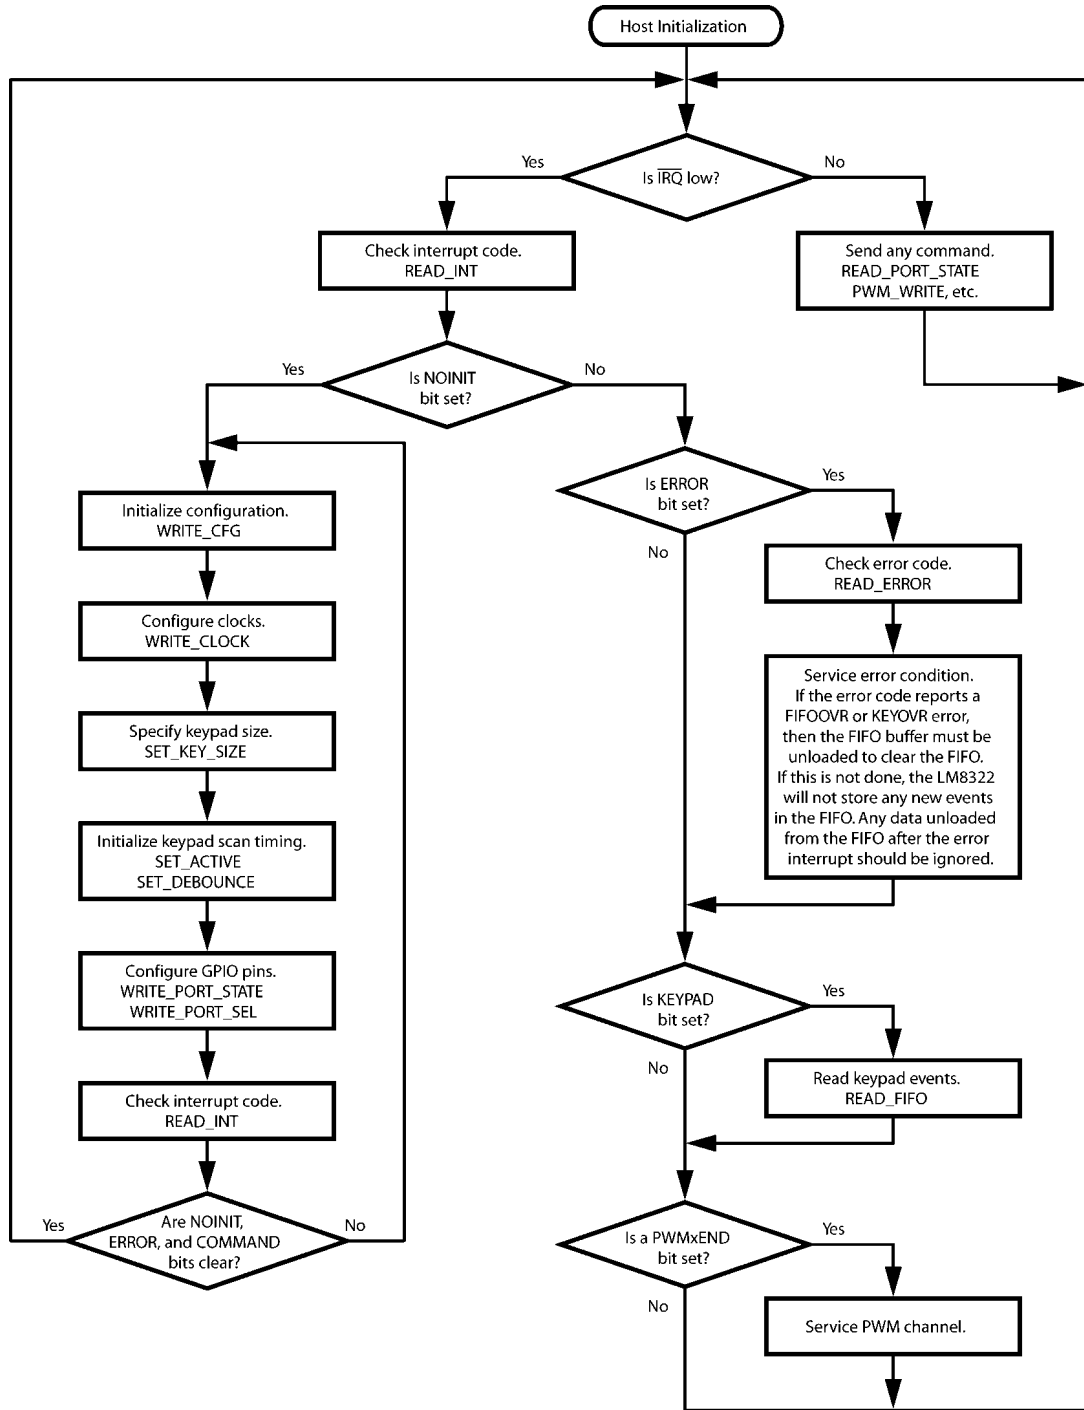 Host Initialization
Yes
No
Is IRQ low?
Check interrupt code.
READ_INT
Send any command.
READ_PORT_STATE
PWM_WRITE, etc.
Yes
No
Is NOINIT
bit set?
Is ERROR
bit set?
Yes
No
Initialize configuration.
WRITE_CFG
Check error code.
READ_ERROR
Configure clocks.
WRITE_CLOCK
Service error condition.
If the error code reports a
FIFOOVR or KEYOVR error,
then the FIFO buffer must be
unloaded to clear the FIFO.
If this is not done, the LM8322
will not store any new events
in the FIFO. Any data unloaded
from the FIFO after the error
interrupt should be ignored.
Specify keypad size.
SET_KEY_SIZE
Initialize keypad scan timing.
SET_ACTIVE
SET_DEBOUNCE
Configure GPIO pins.
WRITE_PORT_STATE
WRITE_PORT_SEL
Is KEYPAD
bit set?
Yes
No
Check interrupt code.
READ_INT
Read keypad events.
READ_FIFO
Yes
Are NOINIT,
ERROR, and COMMAND
bits clear?
No
Is a PWMxEND
bit set?
Yes
No
Service PWM channel.